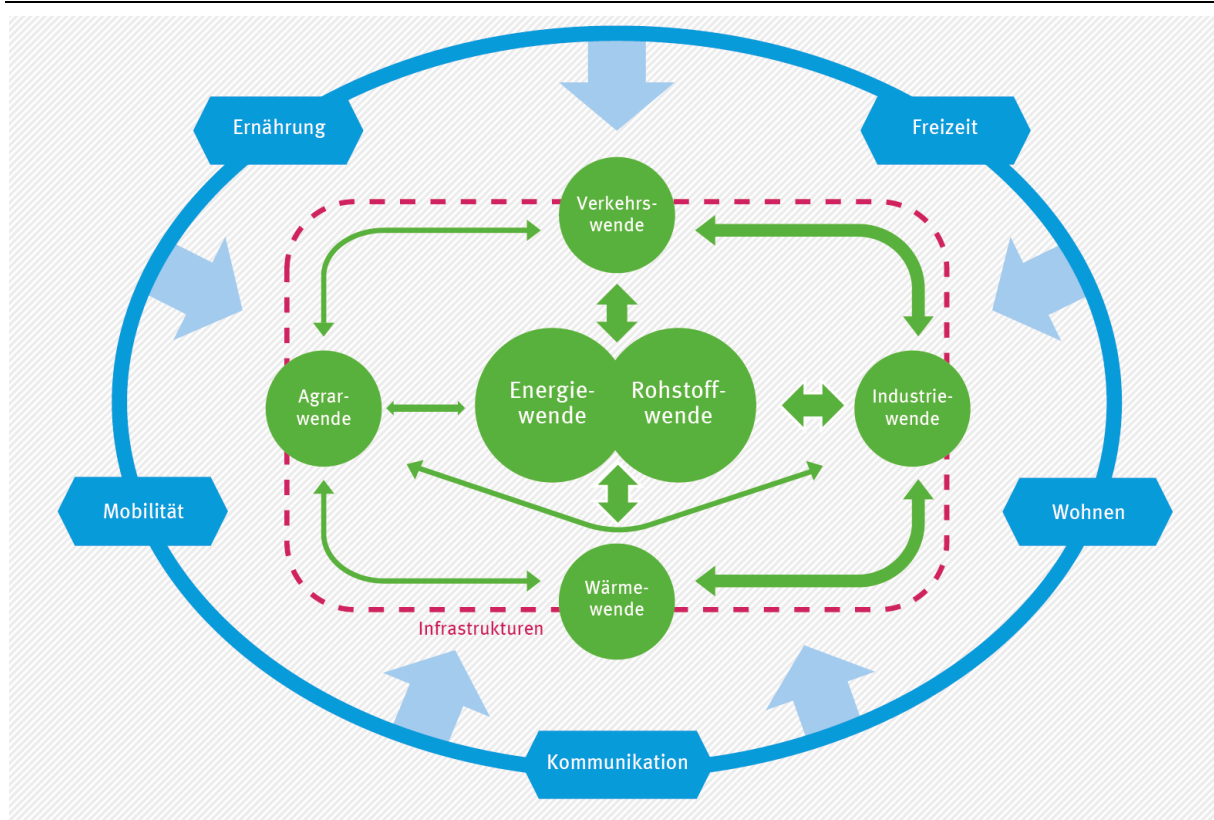 Ernährung
Freizeit
Verkehrs-
wende
Energie-
wende
Rohstoff-
wende
Agrar-
wende
Industrie-
wende
Mobilität
Wohnen
Wärme-
wende
Infrastrukturen
Kommunikation